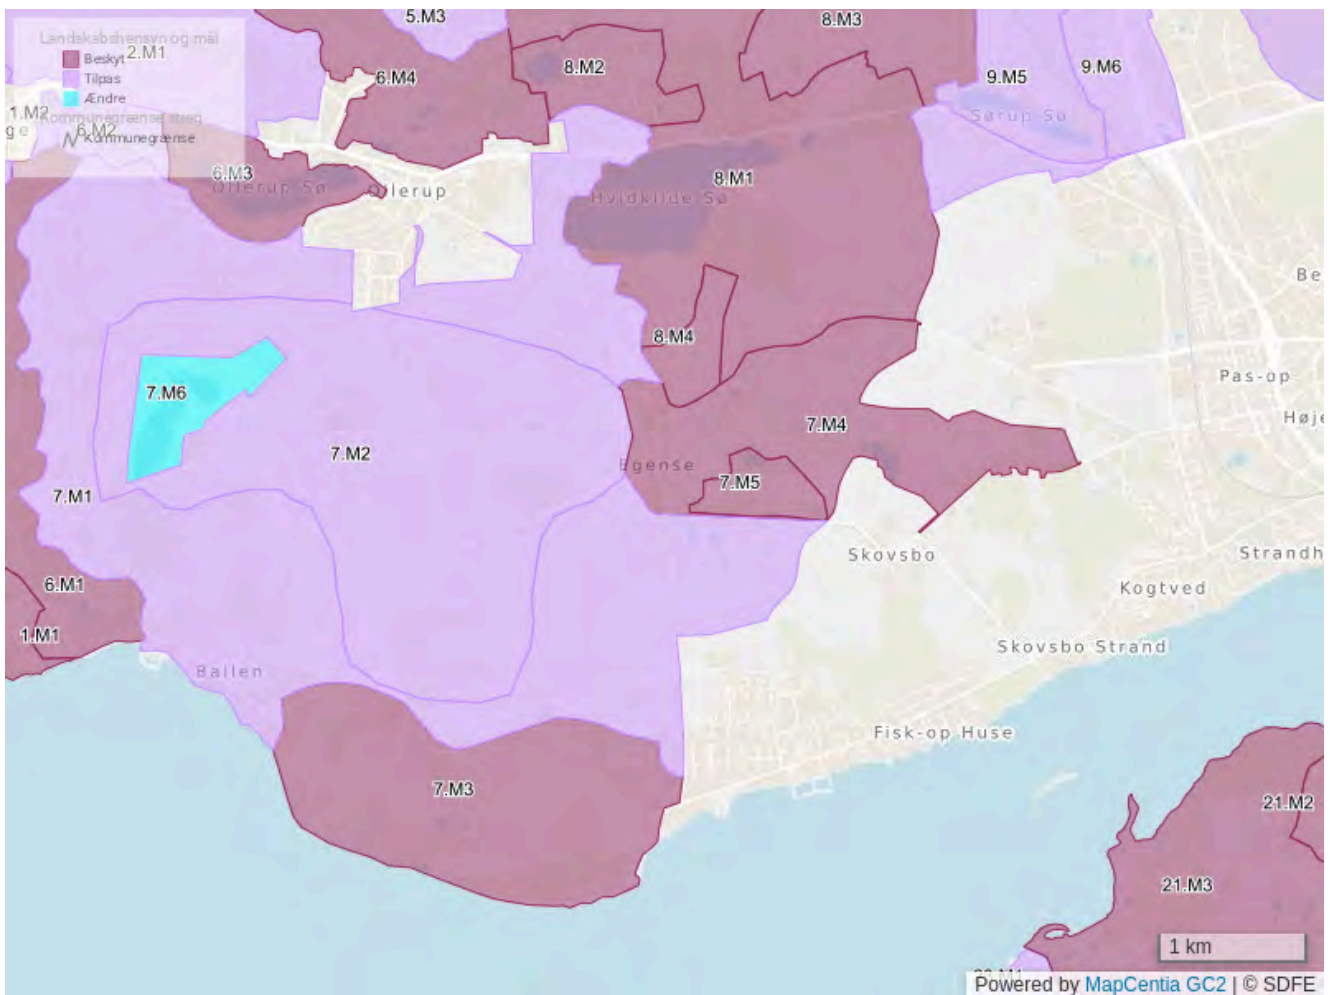 5.M3
8.M3
Landskabshensyn og mål
2.M1
Beskyt
6.M4
8.M2
9.M5
9.M6
Tilpas
Ændre
1.M2
Kommunegrænse streg
Sørup Sø
ge
6.M2
Kommunegrænse
6.M3
8.M1
Ollerup Sø
Ollerup
Hvidkilde Sø
Be
8.M4
Pas-op
7.M6
Høje
7.M4
7.M2
Egense
7.M5
7.M1
Skovsbo
Strandh
6.M1
Kogtved
1.M1
Skovsbo Strand
Ballen
Fisk-op Huse
7.M3
21.M2
21.M3
1 km
Powered by MapCentia GC2 | © SDFE